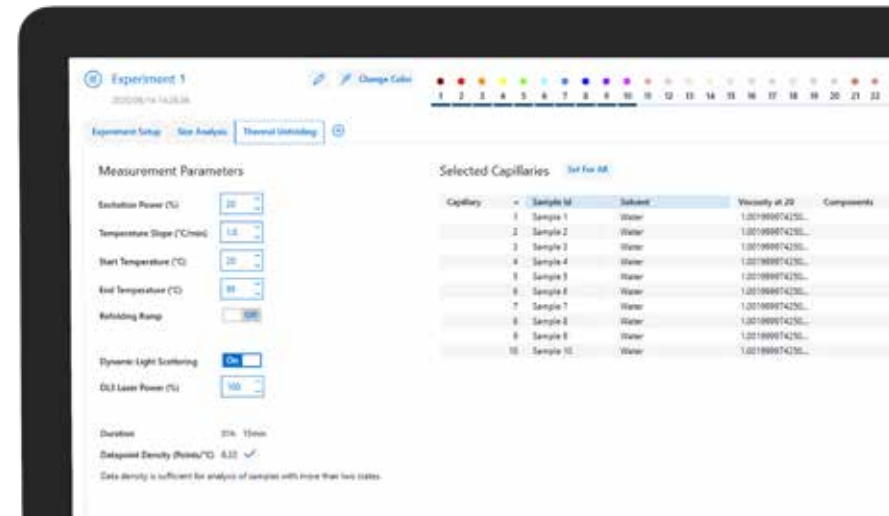 Experiment 1
Change Color
1 2 3 4 5 6 7 8 9 10 11 12 13 14 15 16 17 18 19 20 21 22
Experiment Setup Size Analysis Thermal Unfolding
Measurement Parameters
Selected Capillaries Set For All
Capillary Sample Id Solvent Viscosity at 20 Components
Excitation Power (%) 20
1 Sample 1 Water
Temperature Slope (°C/min) 1.0
2 Sample 2 Water
3 Sample 3 Water
Start Temperature (°C) 20
4 Sample 4 Water
5 Sample 5 Water
End Temperature (°C)
6 Sample 6 Water
7 Sample 7 Water
Refolding Ramp Off
8 Sample 8 Water
9 Sample 9 Water
10 Sample 10 Water
Dynamic Light Scattering On
DLS Laser Power (%) 100
Duration 15min
Datapoint Density (Points/°C)
Data density is sufficient for analysis of samples with more than two states.